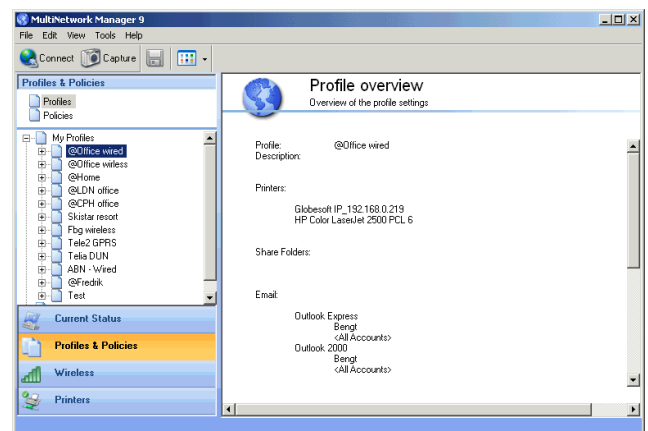 MultiNetwork Manager 9
File Edit View Tools Help
Connect Capture
Profiles & Policies
Profiles
Policies
My Profiles
@Office wired
@Office wirless
@Home
@LDN office
@CPH office
Skistar resort
Fbg wireless
Tele2 GPRS
Telia DUN
ABN - Wired
@Fredrik
Test
Current Status
Profiles & Policies
Wireless
Printers
Profile overview
Overview of the profile settings
Profile: @Office wired
Description:
Printers:
Globesoft IP_192.168.0.219
HP Color LaserJet 2500 PCL 6
Share Folders:
Email:
Outlook Express
Bengt
<All Accounts>
Outlook 2000
Bengt
<All Accounts>